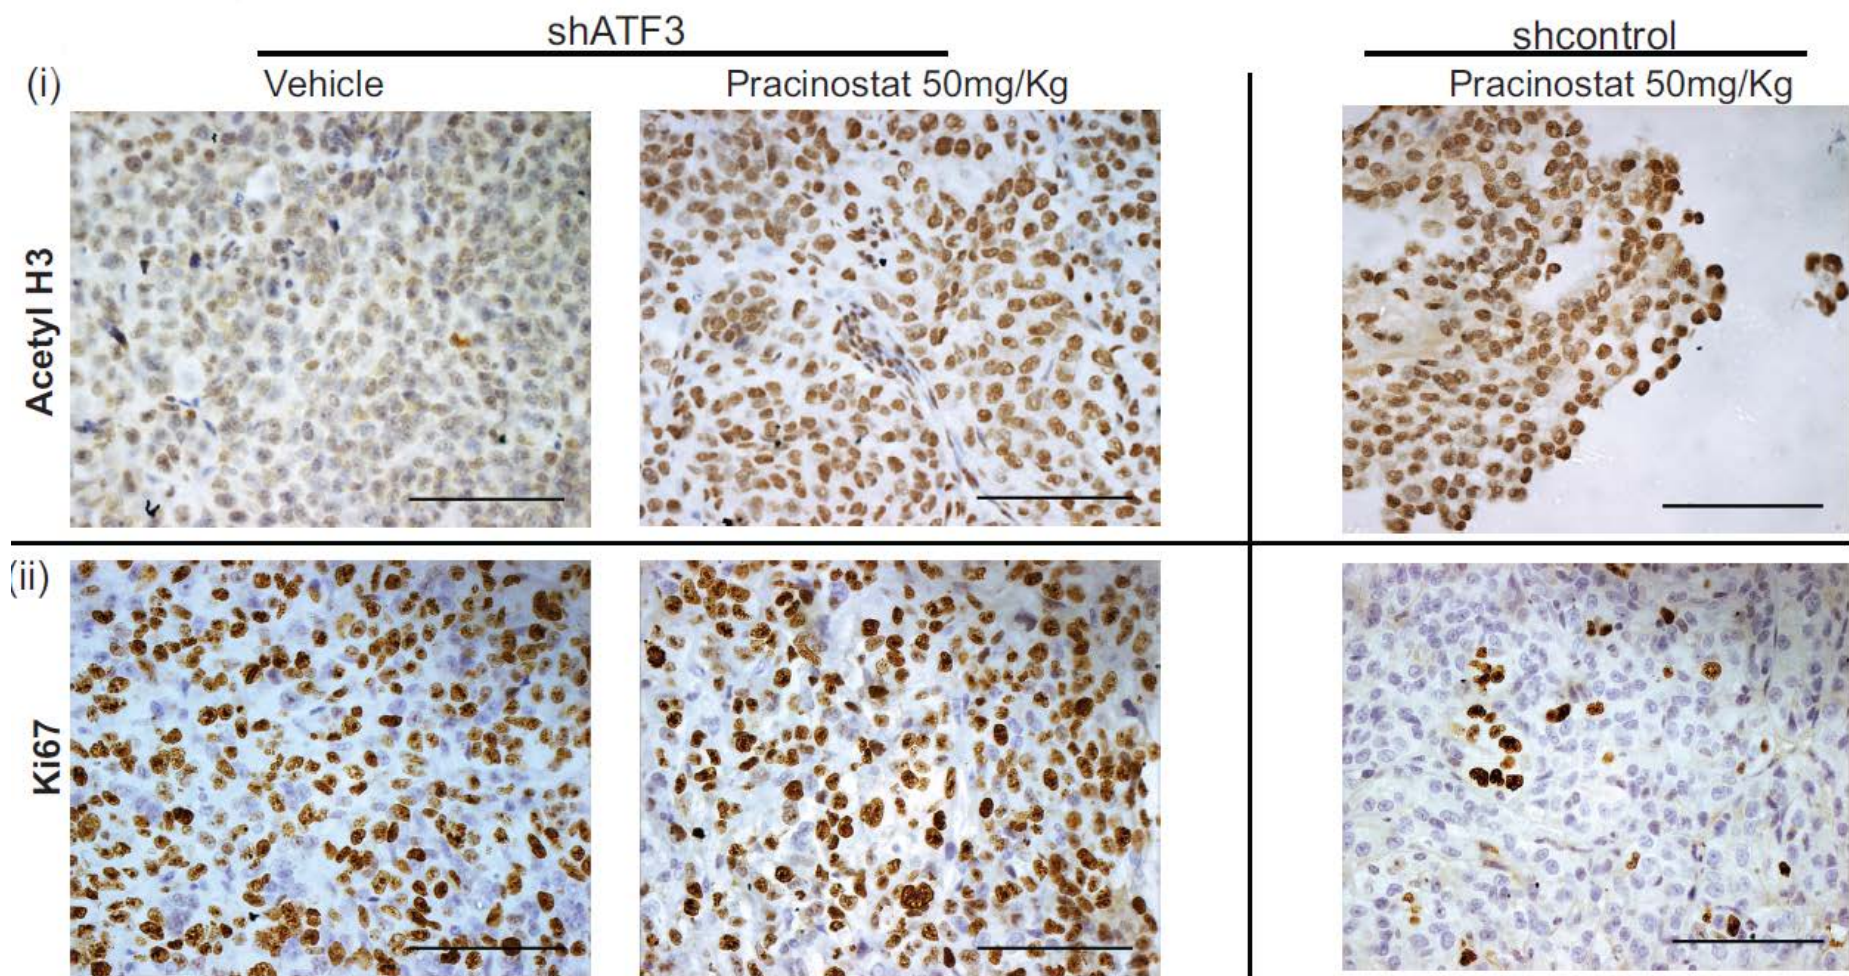 shATF3
shcontrol
(i)
Vehicle
Pracinostat 50mg/Kg
Pracinostat 50mg/Kg
Acetyl H3
(ii)
Ki67